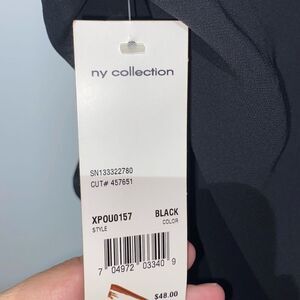 ny collection
SN133322780
CUT# 457651
XPOU0157 BLACK
STYLE COLOR
7 04972 03340 9
$48.00